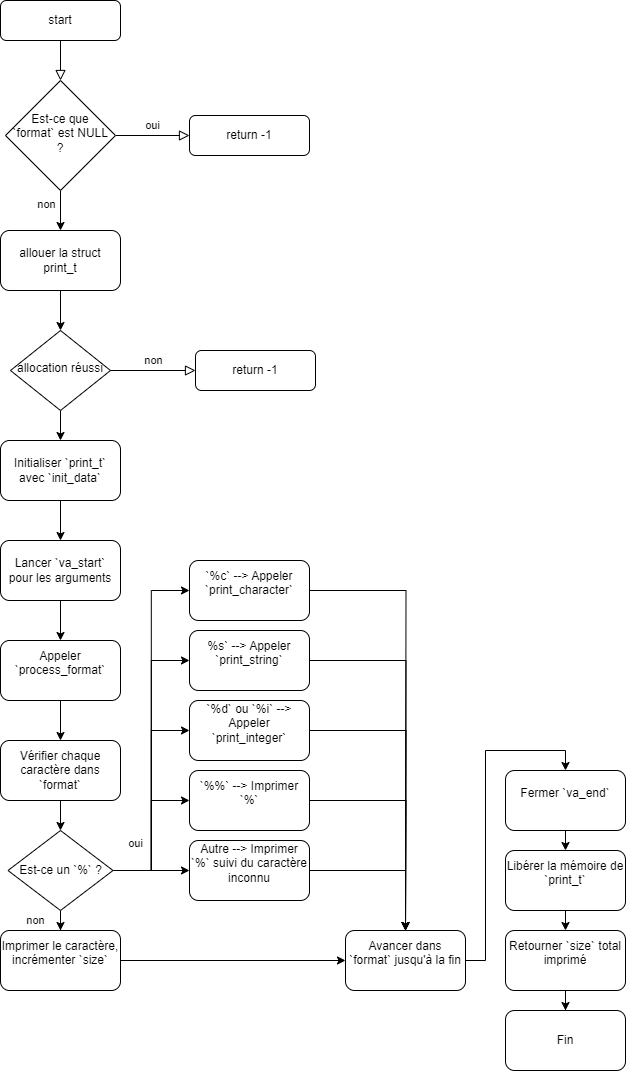 start
Est-ce que
`format` est NULL
?
oui
return -1
non
allouer la struct
print_t
allocation réussi
non
return -1
Initialiser `print_t`
avec `init_data`
Lancer `va_start`
pour les arguments
Appeler
`process_format`
Vérifier chaque
caractère dans
`format`
Est-ce un `%` ?
oui
`%c` --> Appeler
`print_character`
%s` --> Appeler
`print_string`
`%d` ou `%i` -->
Appeler
`print_integer`
`%%` --> Imprimer
`%`
Autre --> Imprimer
`%` suivi du caractère
inconnu
non
Imprimer le caractère,
incrémenter `size`
Avancer dans
`format` jusqu'à la fin
Fermer `va_end`
Libérer la mémoire de
`print_t`
Retourner `size` total
imprimé
Fin